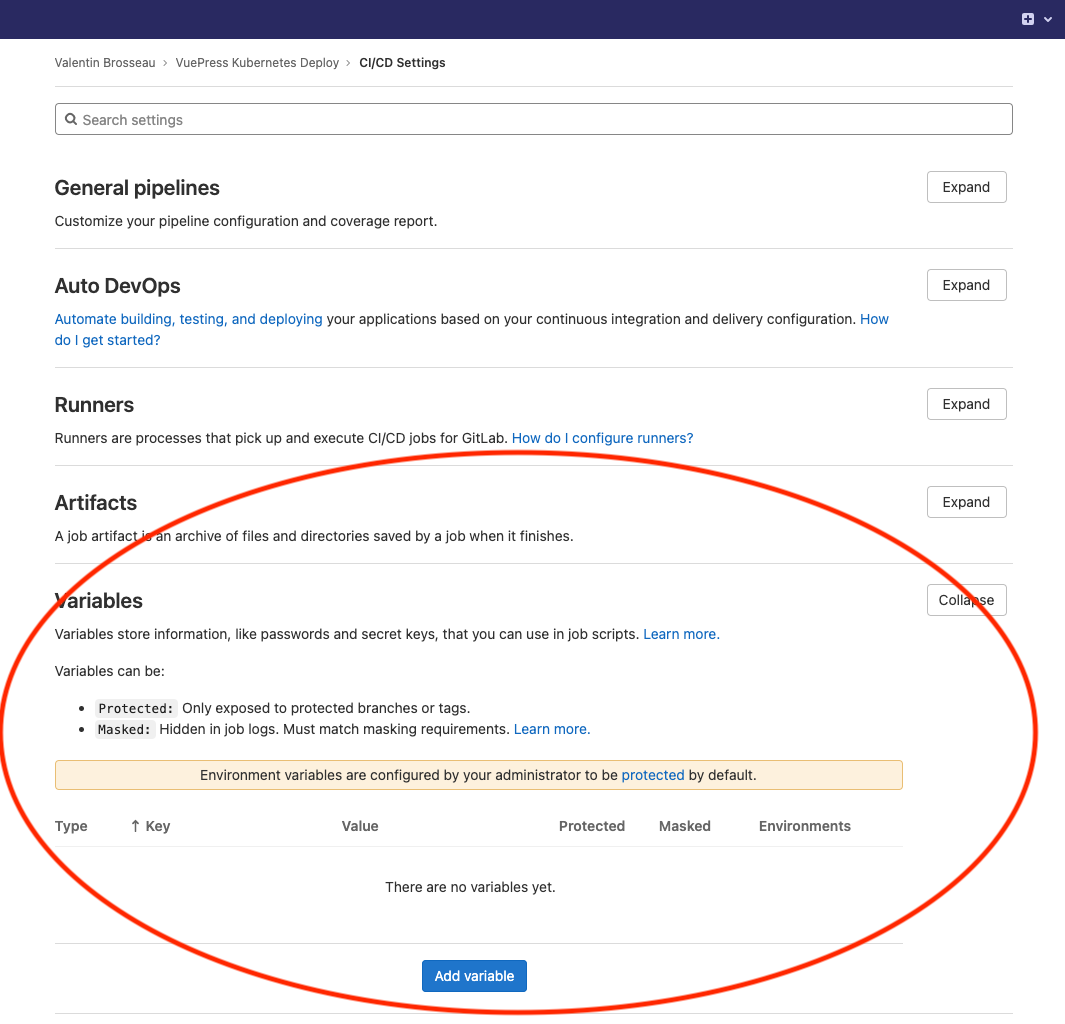 Valentin Brosseau › VuePress Kubernetes Deploy › CI/CD Settings
Search settings
General pipelines
Expand
Customize your pipeline configuration and coverage report.
Auto DevOps
Expand
Automate building, testing, and deploying your applications based on your continuous integration and delivery configuration. How
do I get started?
Runners
Expand
Runners are processes that pick up and execute CI/CD jobs for GitLab. How do I configure runners?
Artifacts
Expand
A job artifact is an archive of files and directories saved by a job when it finishes.
Variables
Collapse
Variables store information, like passwords and secret keys, that you can use in job scripts. Learn more.
Variables can be:
• Protected: Only exposed to protected branches or tags.
• Masked: Hidden in job logs. Must match masking requirements. Learn more.
Environment variables are configured by your administrator to be protected by default.
Type ↑ Key Value Protected Masked Environments
There are no variables yet.
Add variable